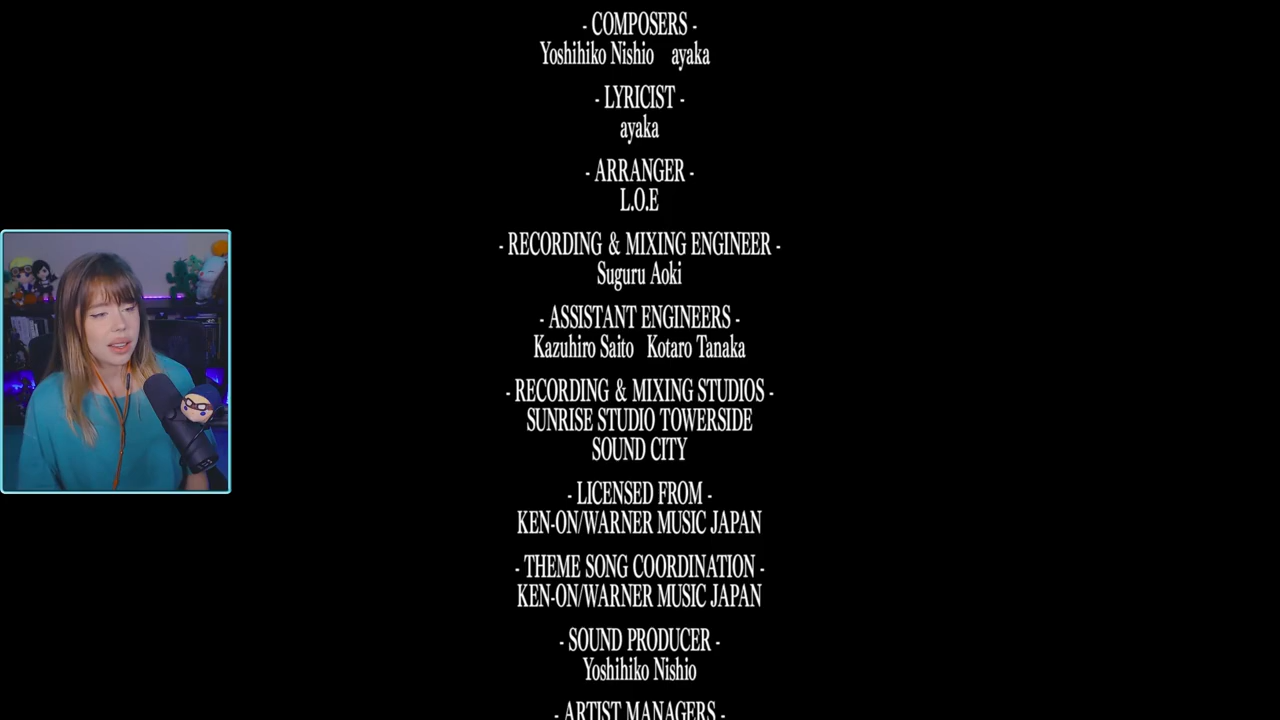 - COMPOSERS -
Yoshihiko Nishio ayaka
- LYRICIST -
ayaka
- ARRANGER -
L.O.E
- RECORDING & MIXING ENGINEER -
Suguru Aoki
- ASSISTANT ENGINEERS -
Kazuhiro Saito Kotaro Tanaka
- RECORDING & MIXING STUDIOS -
SUNRISE STUDIO TOWERSIDE
SOUND CITY
- LICENSED FROM -
KEN-ON/WARNER MUSIC JAPAN
- THEME SONG COORDINATION -
KEN-ON/WARNER MUSIC JAPAN
- SOUND PRODUCER -
Yoshihiko Nishio
- ARTIST MANAGERS -